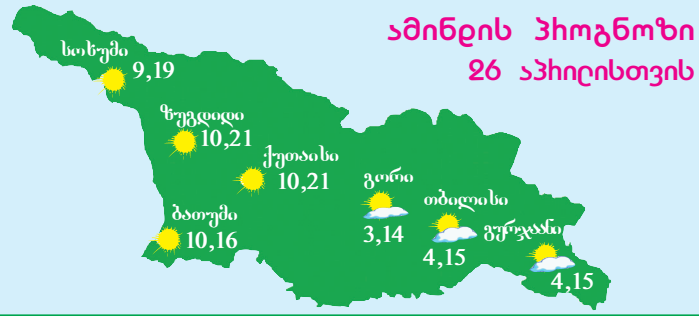 ამინდის პროგნოზი
26 აპრილისთვის
სოხუმი
9,19
ზუგდიდი
10,21
ქუთაისი
10,21
გორი
3,14
თბილისი
4,15
გურჯაანი
4,15
ბათუმი
10,16